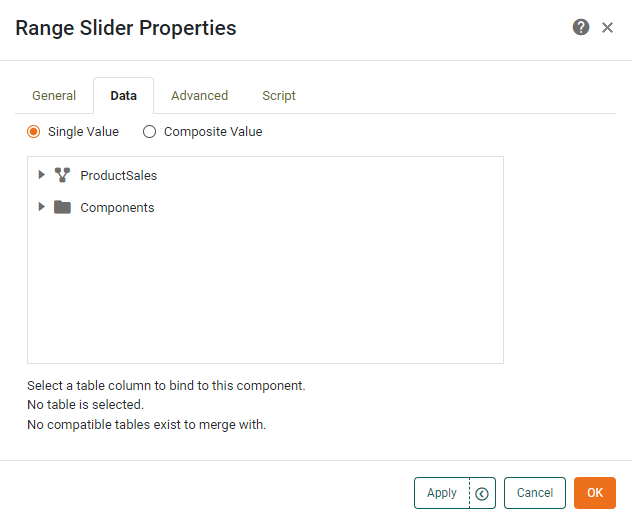 Range Slider Properties
General Data Advanced Script
Single Value Composite Value
ProductSales
Components
Select a table column to bind to this component.
No table is selected.
No compatible tables exist to merge with.
Apply Cancel OK